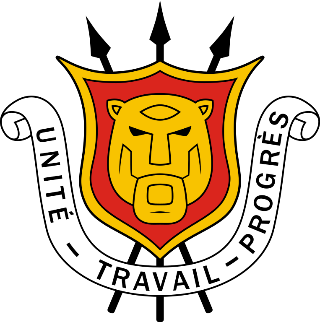 UNITÉ – TRAVAIL – PROGRÈS